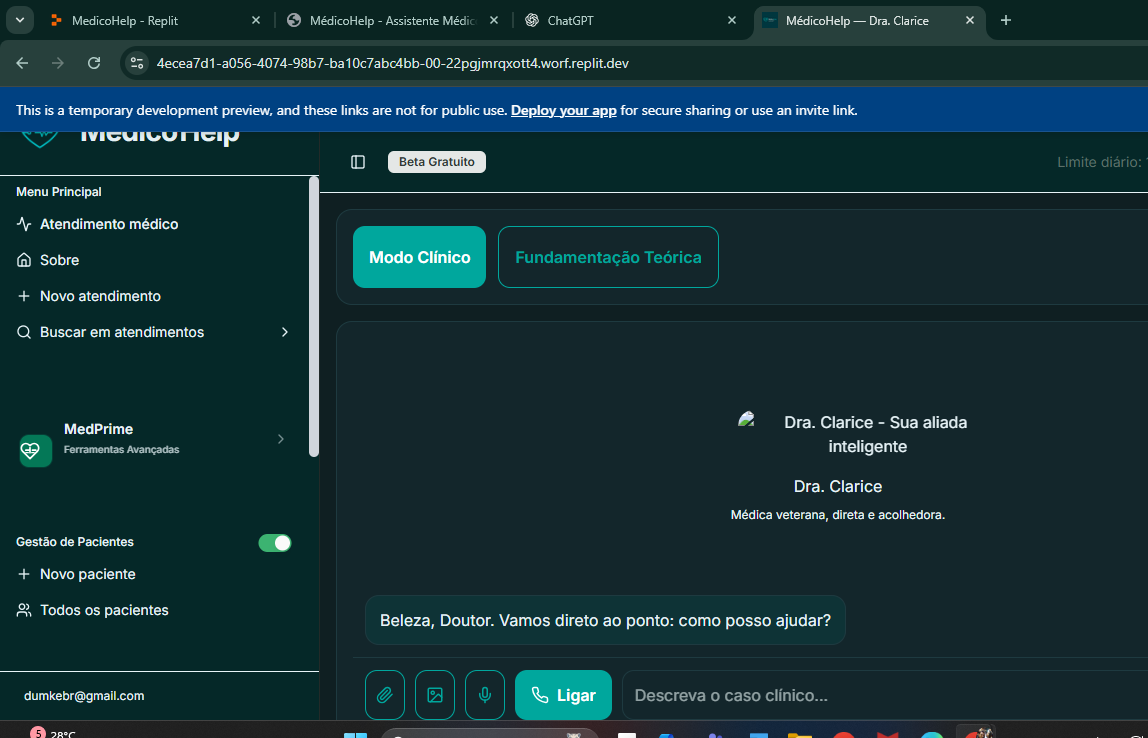 MédicoHelp - Replit
MédicoHelp - Assistente Médic
ChatGPT
MédicoHelp — Dra. Clarice
4ecea7d1-a056-4074-98b7-ba10c7abc4bb-00-22pgjmrqxott4.worf.replit.dev
This is a temporary development preview, and these links are not for public use. Deploy your app for secure sharing or use an invite link.
MédicoHelp
Beta Gratuito
Limite diário:
Menu Principal
Atendimento médico
Sobre
Novo atendimento
Buscar em atendimentos
MedPrime
Ferramentas Avançadas
Gestão de Pacientes
Novo paciente
Todos os pacientes
dumkebr@gmail.com
Modo Clínico
Fundamentação Teórica
Dra. Clarice - Sua aliada
inteligente
Dra. Clarice
Médica veterana, direta e acolhedora.
Beleza, Doutor. Vamos direto ao ponto: como posso ajudar?
Ligar
Descreva o caso clínico...
5
28°C